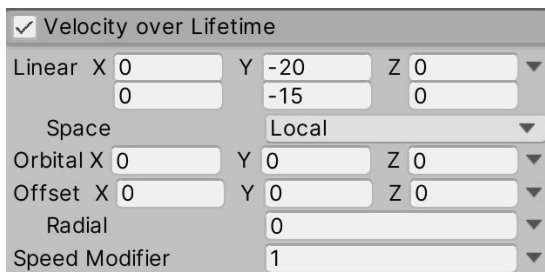 Velocity over Lifetime
Linear X 0 Y -20 Z 0
0 -15 0
Space Local
Orbital X 0 Y 0 Z 0
Offset X 0 Y 0 Z 0
Radial 0
Speed Modifier 1